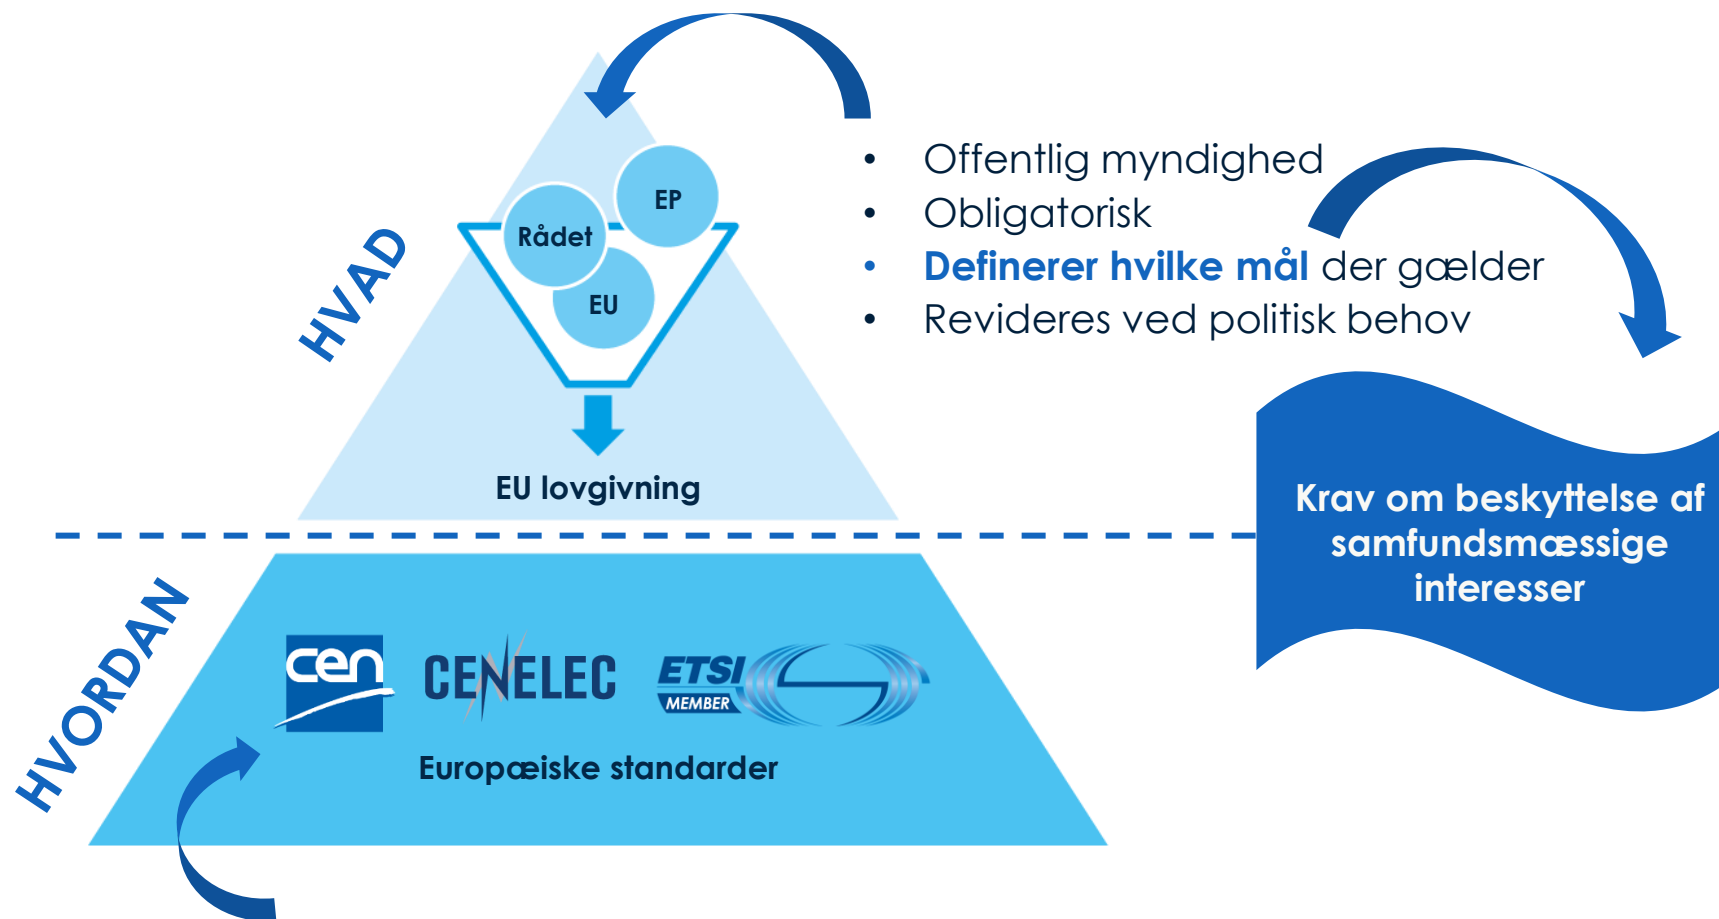 HVAD
EP
Rådet
EU
EU lovgivning
• Offentlig myndighed
• Obligatorisk
• Definerer hvilke mål der gælder
• Revideres ved politisk behov
Krav om beskyttelse af
samfundsmæssige
interesser
HVORDAN
cen
CENELEC
ETSI
MEMBER
Europæiske standarder